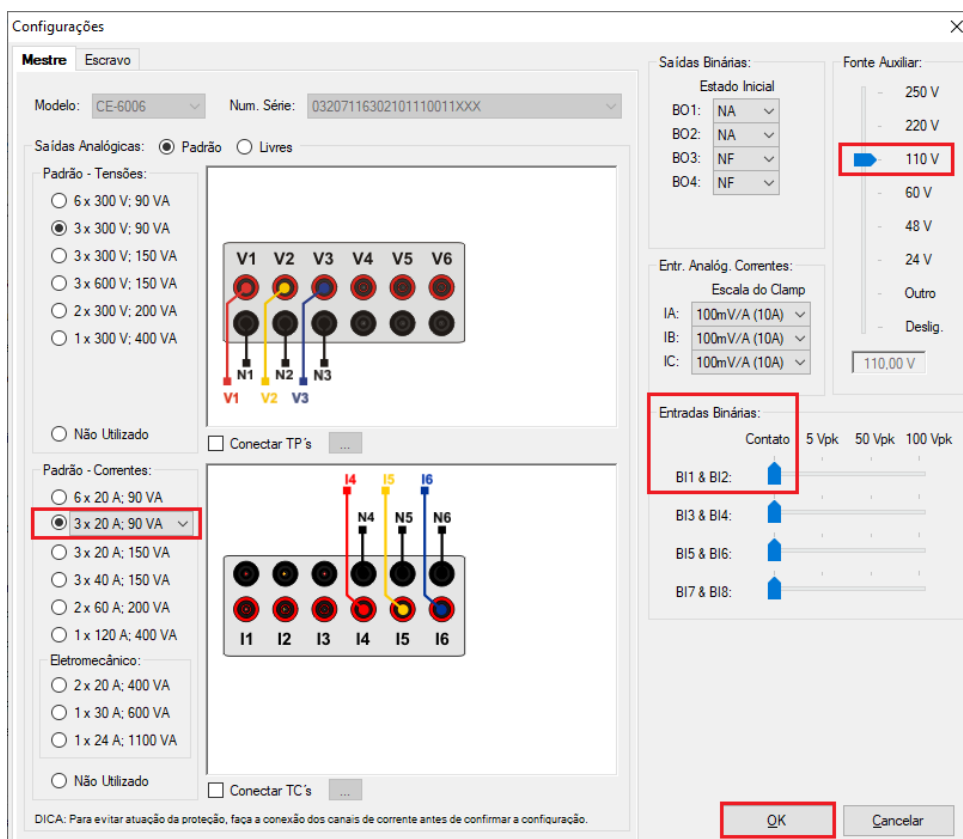 Configurações
Mestre
Escravo
Modelo: CE-6006
Num. Série: 03207116302101110011XXX
Saídas Analógicas: Padrão Livres
Padrão - Tensões:
6 x 300 V; 90 VA
3 x 300 V; 90 VA
3 x 300 V; 150 VA
3 x 600 V; 150 VA
2 x 300 V; 200 VA
1 x 300 V; 400 VA
Não Utilizado
V1 V2 V3 V4 V5 V6
N1 N2 N3
V1 V2 V3
Conectar TP´s ...
Padrão - Correntes:
6 x 20 A; 90 VA
3 x 20 A; 90 VA
3 x 20 A; 150 VA
3 x 40 A; 150 VA
2 x 60 A; 200 VA
1 x 120 A; 400 VA
Eletromecânico:
2 x 20 A; 400 VA
1 x 30 A; 600 VA
1 x 24 A; 1100 VA
Não Utilizado
I4 I5 I6
N4 N5 N6
I1 I2 I3 I4 I5 I6
Conectar TC´s ...
DICA: Para evitar atuação da proteção, faça a conexão dos canais de corrente antes de confirmar a configuração.
Saídas Binárias:
Estado Inicial
BO1: NA
BO2: NA
BO3: NF
BO4: NF
Entr. Analóg. Correntes:
Escala do Clamp
IA: 100mV/A (10A)
IB: 100mV/A (10A)
IC: 100mV/A (10A)
Fonte Auxiliar:
250 V
220 V
110 V
60 V
48 V
24 V
Outro
Deslig.
110,00 V
Entradas Binárias:
Contato 5 Vpk 50 Vpk 100 Vpk
BI1 & BI2:
BI3 & BI4:
BI5 & BI6:
BI7 & BI8:
OK
Cancelar